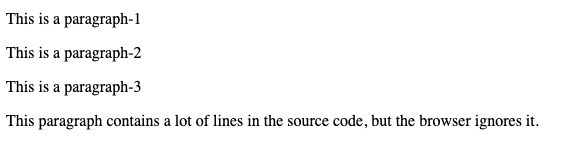 This is a paragraph-1
This is a paragraph-2
This is a paragraph-3
This paragraph contains a lot of lines in the source code, but the browser ignores it.